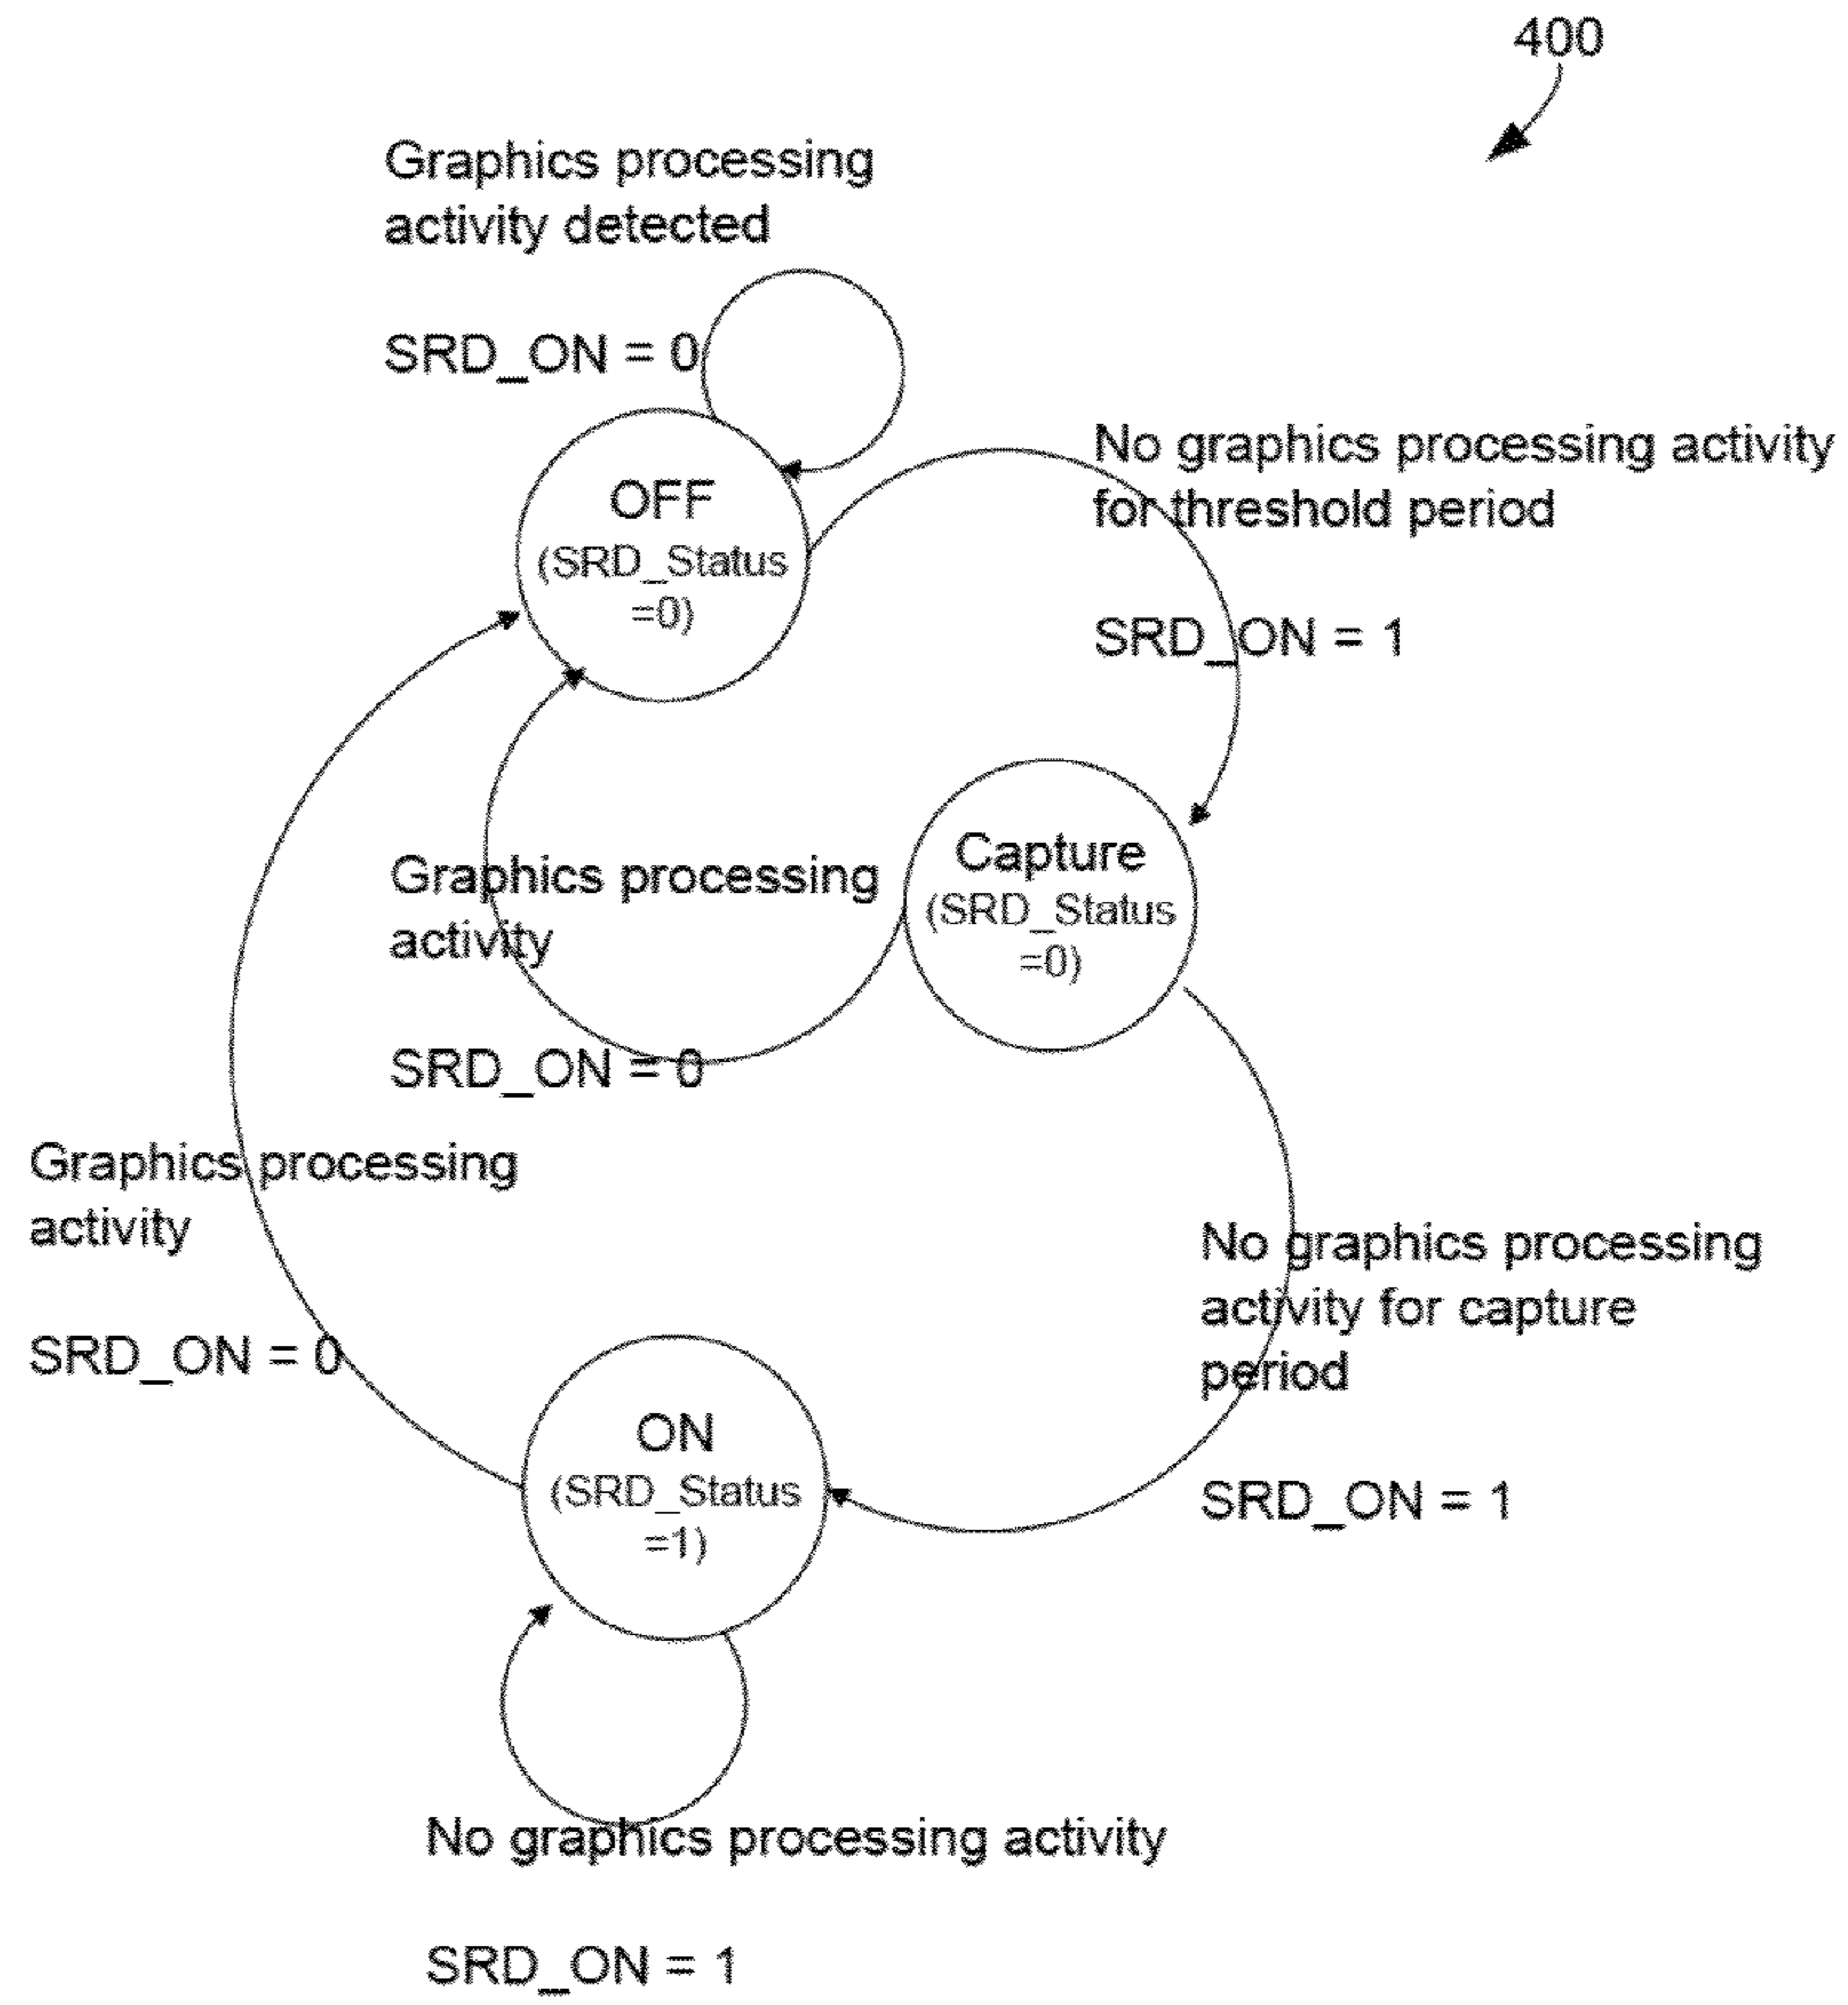 400
Graphics processing
activity detected
SRD_ON = 0
No graphics processing activity
for threshold period
SRD_ON = 1
OFF
(SRD_Status
=0)
Capture
(SRD_Status
=0)
Graphics processing
activity
SRD_ON = 0
Graphics processing
activity
SRD_ON = 0
No graphics processing
activity for capture
period
SRD_ON = 1
ON
(SRD_Status
=1)
No graphics processing activity
SRD_ON = 1